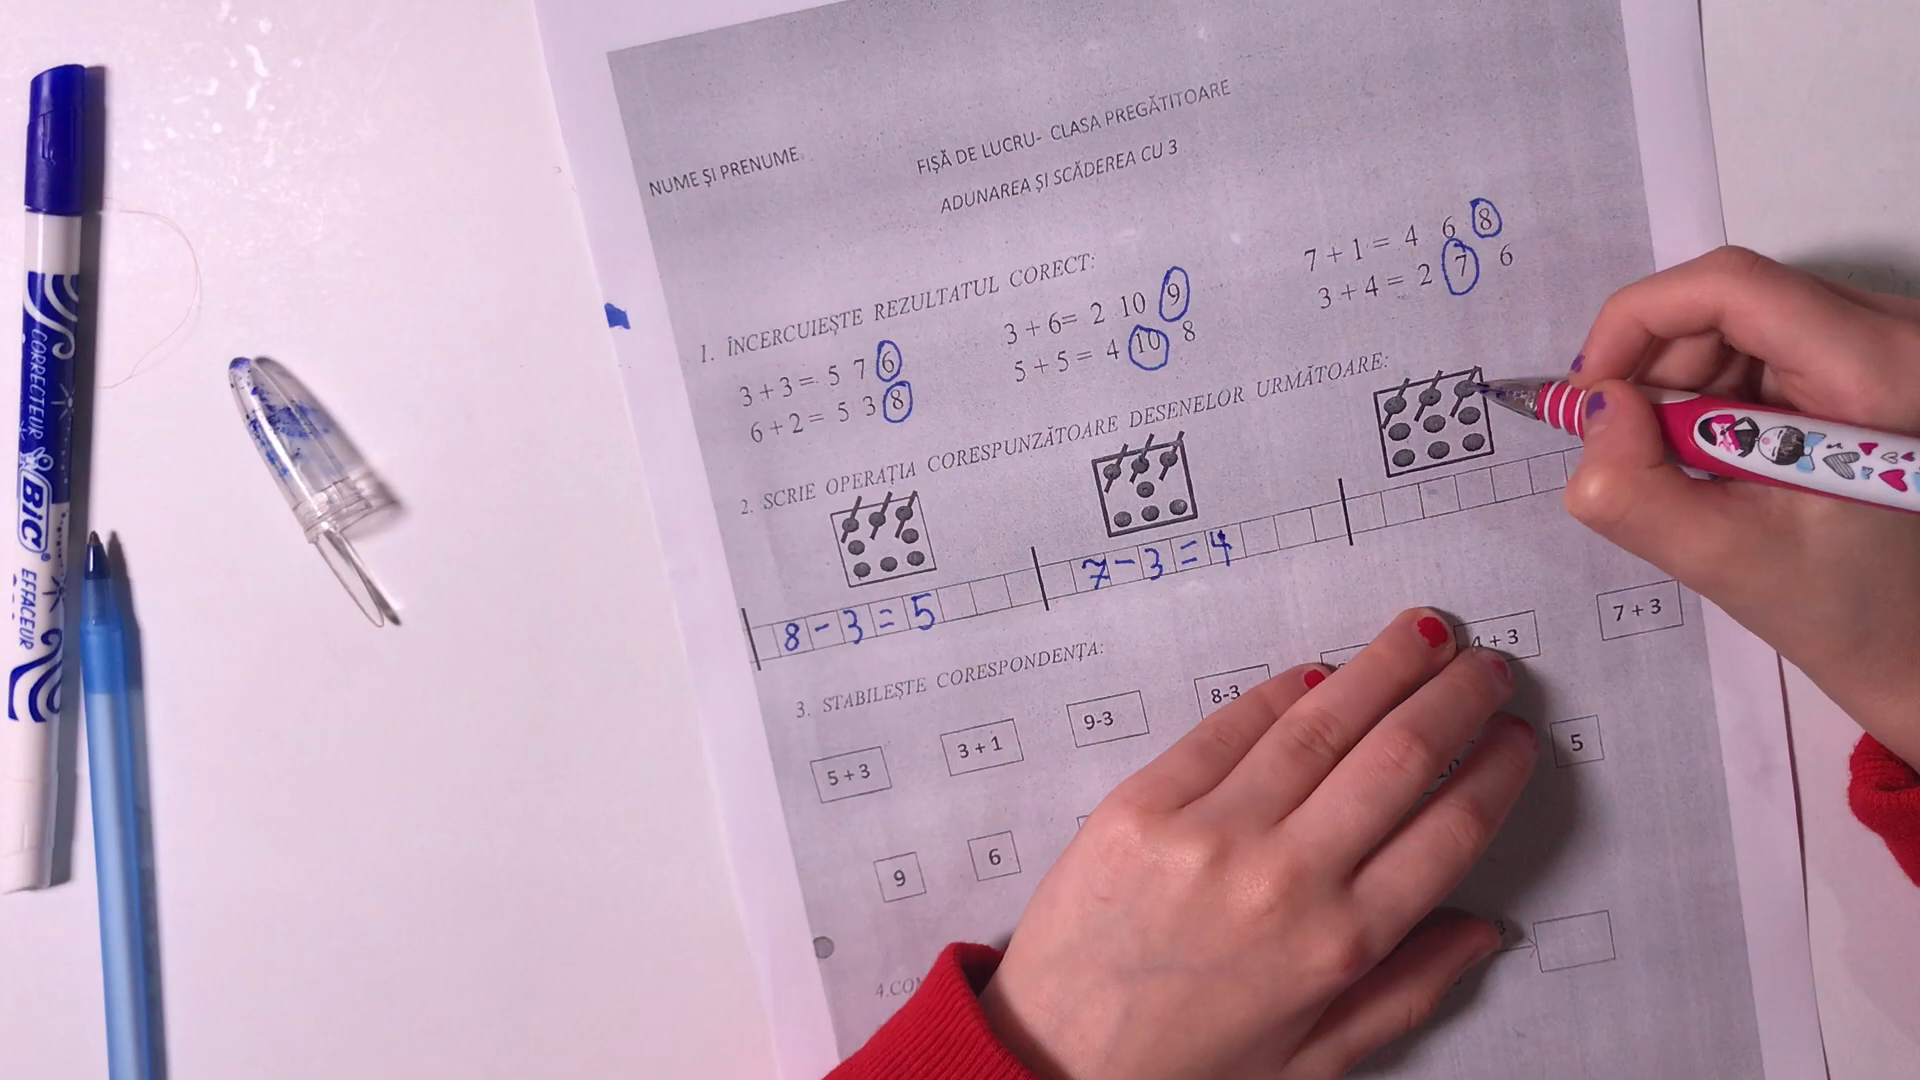 NUME ȘI PRENUME
FIȘĂ DE LUCRU- CLASA PREGĂTITOARE
ADUNAREA ȘI SCĂDEREA CU 3
1. ÎNCERCUIEȘTE REZULTATUL CORECT:
3 + 3 = 5 7 6
3 + 6= 2 10 9
7 + 1 = 4 6 8
6 + 2 = 5 3 8
5 + 5 = 4 10 8
3 + 4 = 2 7 6
2. SCRIE OPERAȚIA CORESPUNZĂTOARE DESENELOR URMĂTOARE:
8 - 3 = 5
7 - 3 = 4
3. STABILEȘTE CORESPONDENȚA:
5 + 3
3 + 1
9-3
8-3
4 + 3
7 + 3
9
6
5
CORRECTEUR BIC® EFFACEUR